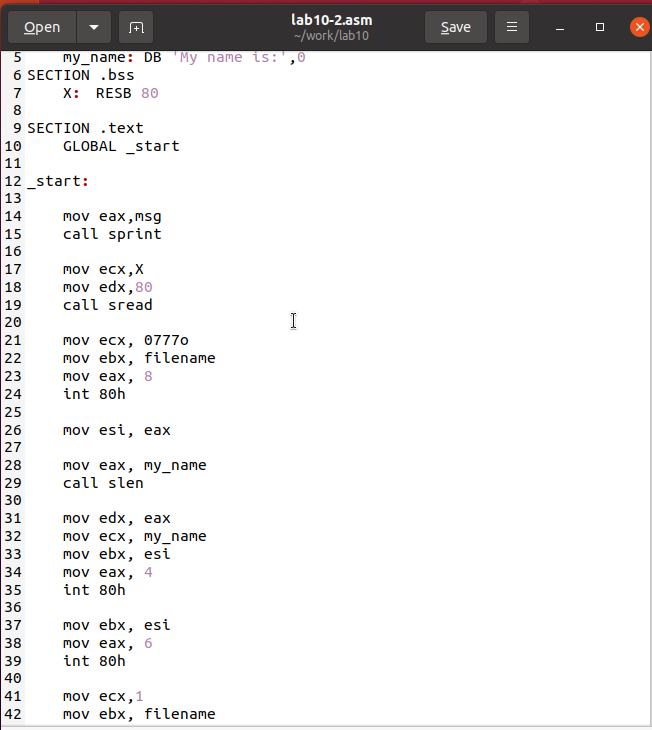 Open
lab10-2.asm
~/work/lab10
Save
5 my_name: DB 'My name is:',0
6 SECTION .bss
7 X: RESB 80
8
9 SECTION .text
10 GLOBAL _start
11
12 _start:
13
14 mov eax,msg
15 call sprint
16
17 mov ecx,X
18 mov edx,80
19 call sread
20
21 mov ecx, 0777o
22 mov ebx, filename
23 mov eax, 8
24 int 80h
25
26 mov esi, eax
27
28 mov eax, my_name
29 call slen
30
31 mov edx, eax
32 mov ecx, my_name
33 mov ebx, esi
34 mov eax, 4
35 int 80h
36
37 mov ebx, esi
38 mov eax, 6
39 int 80h
40
41 mov ecx,1
42 mov ebx, filename